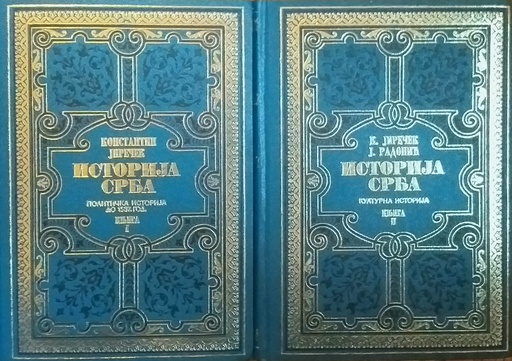 КОНСТАНТИН
ЈИРЕЧЕК
ИСТОРИЈА
СРБА
ПОЛИТИЧКА ИСТОРИЈА
ДО 1537. ГОД.
КЊИГА
I
К. ЈИРЕЧЕК
Ј. РАДОНИЋ
ИСТОРИЈА
СРБА
КУЛТУРНА ИСТОРИЈА
КЊИГА
II